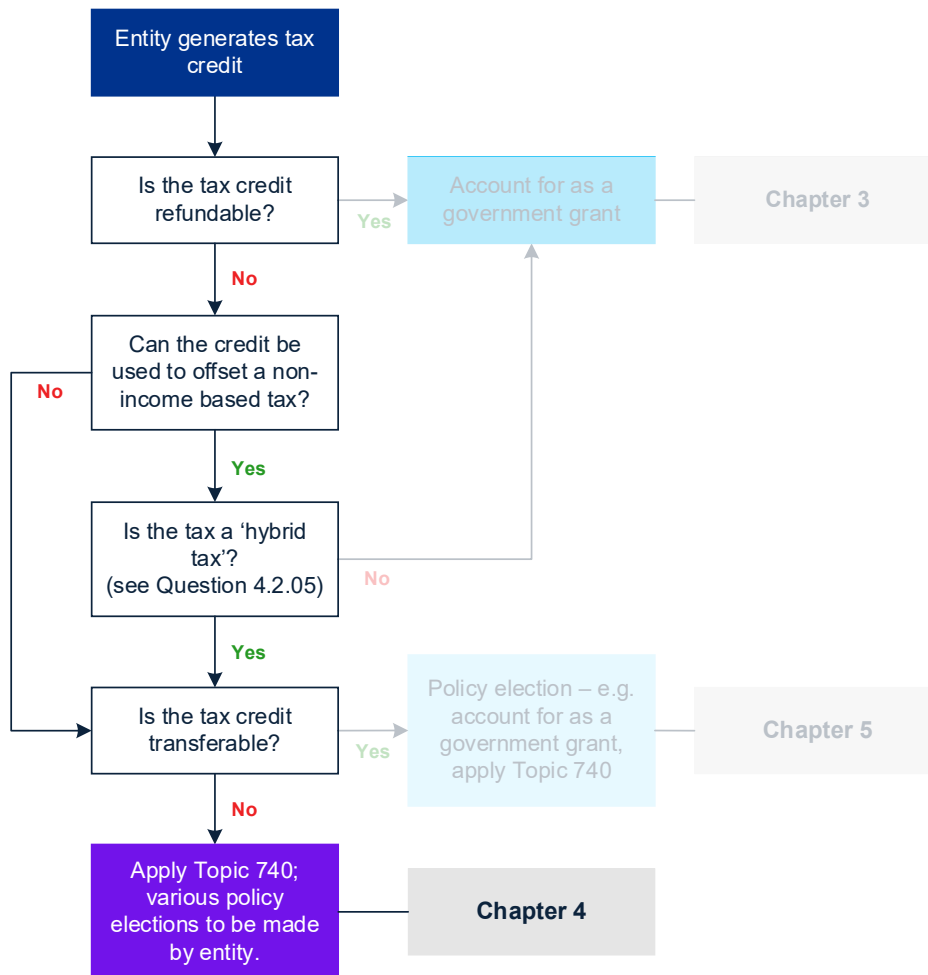 Entity generates tax
credit
Is the tax credit
refundable?
Yes
Account for as a
government grant
Chapter 3
No
Can the credit be
used to offset a non-
income based tax?
No
Yes
Is the tax a ‘hybrid
tax’?
(see Question 4.2.05)
No
Yes
Is the tax credit
transferable?
Yes
Policy election – e.g.
account for as a
government grant,
apply Topic 740
Chapter 5
No
Apply Topic 740;
various policy
elections to be made
by entity.
Chapter 4